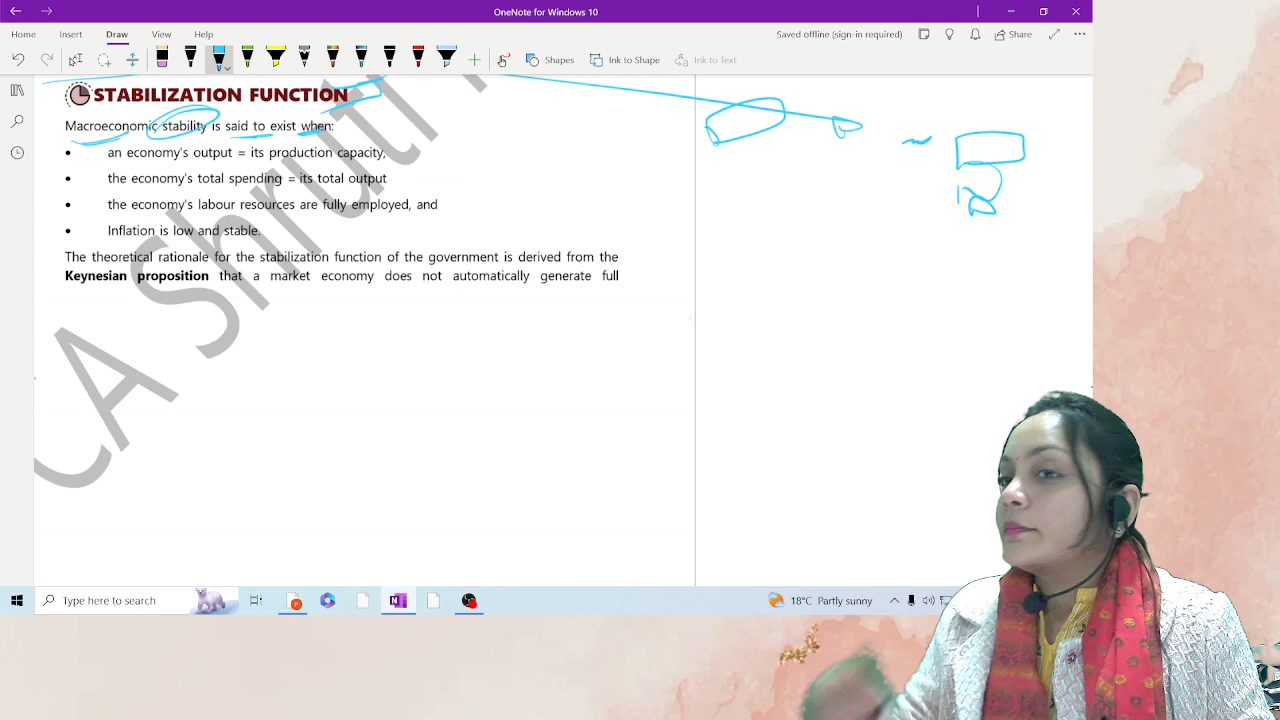 OneNote for Windows 10
Home Insert Draw View Help
Saved offline (sign-in required) Share
Shapes Ink to Shape Ink to Text
STABILIZATION FUNCTION
Macroeconomic stability is said to exist when:
• an economy's output = its production capacity,
• the economy's total spending = its total output
• the economy's labour resources are fully employed, and
• Inflation is low and stable.
The theoretical rationale for the stabilization function of the government is derived from the
Keynesian proposition that a market economy does not automatically generate full
CA Shruti
Type here to search
18°C Partly sunny